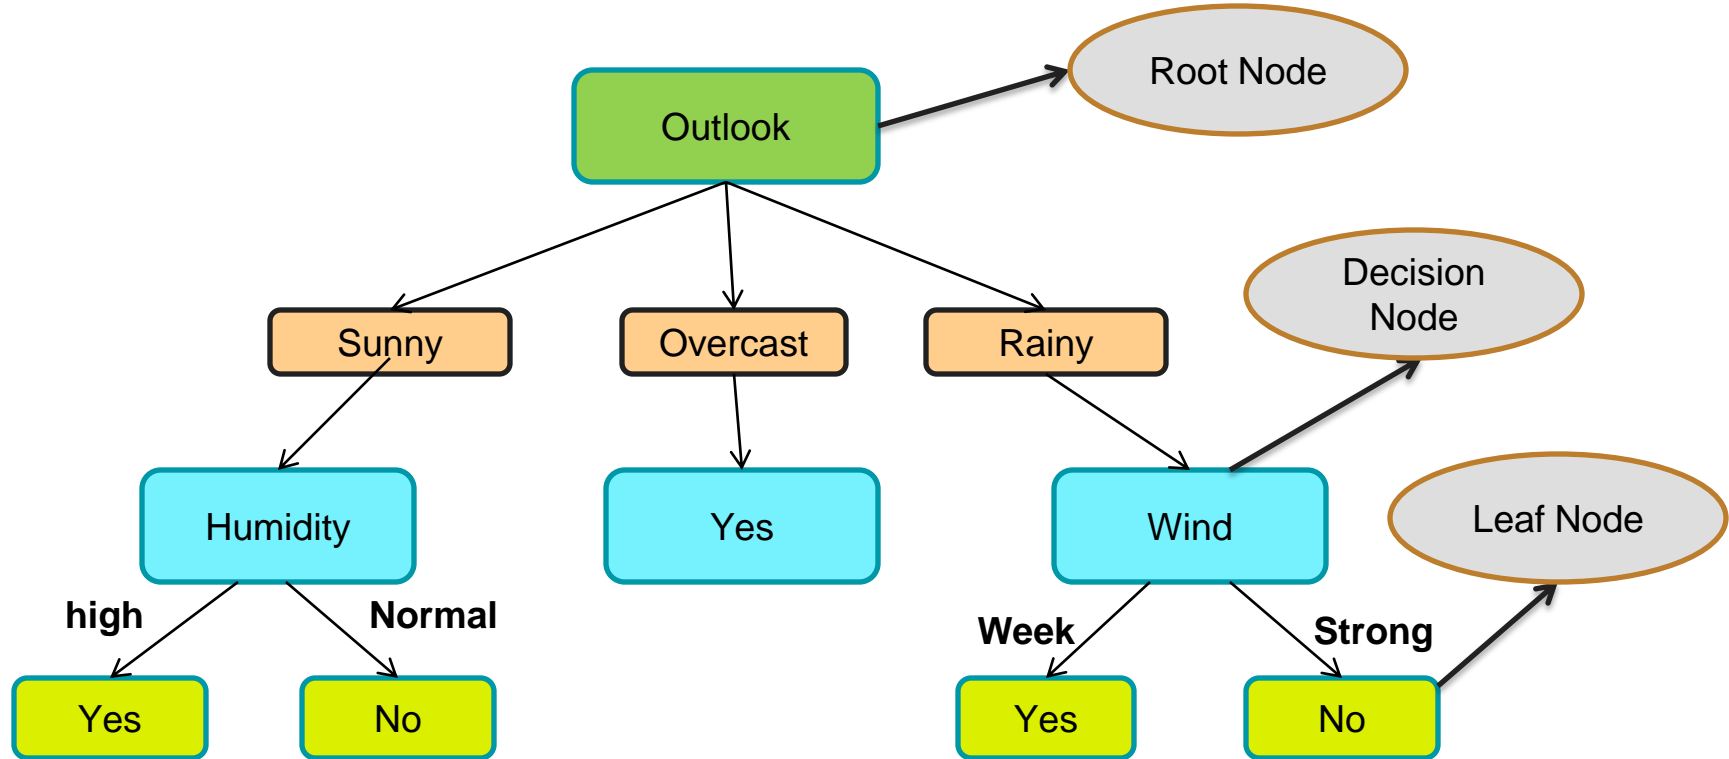 Root Node
Outlook
Decision
Node
Sunny
Overcast
Rainy
Humidity
Yes
Wind
Leaf Node
high
Normal
Week
Strong
Yes
No
Yes
No